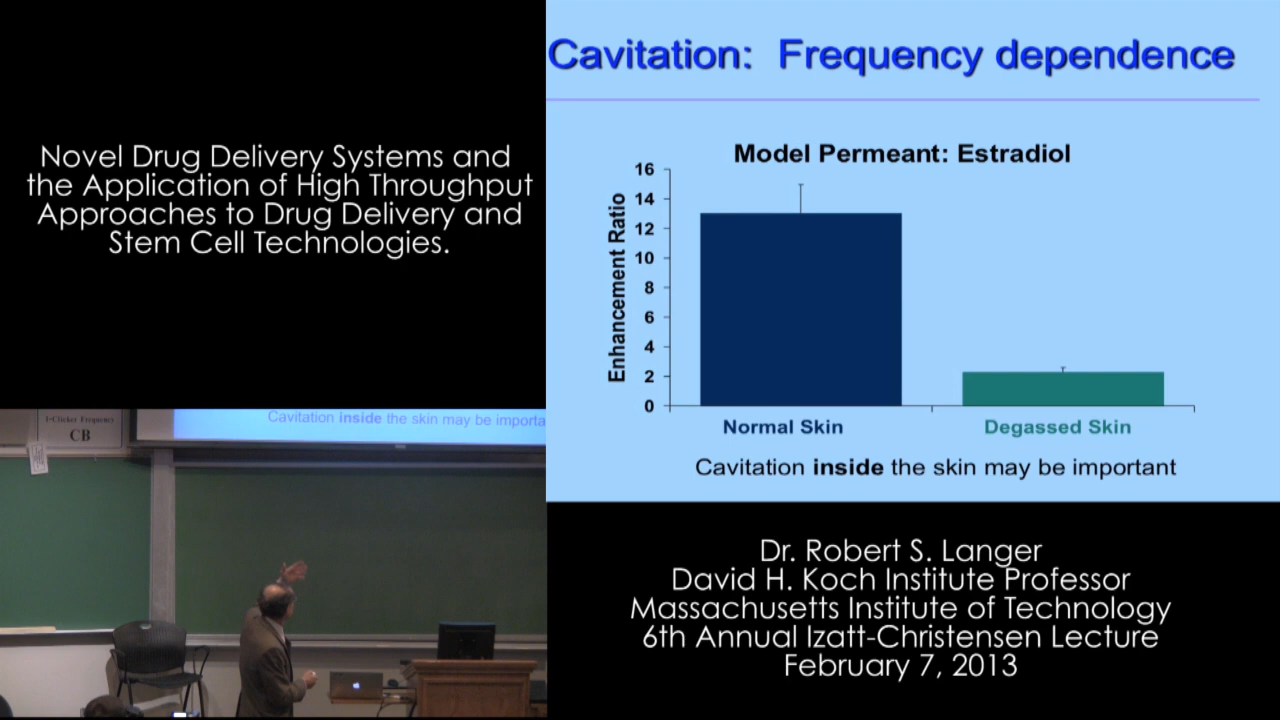 Novel Drug Delivery Systems and
the Application of High Throughput
Approaches to Drug Delivery and
Stem Cell Technologies.
Cavitation: Frequency dependence
Model Permeant: Estradiol
Enhancement Ratio
16
14
12
10
8
6
4
2
0
Normal Skin
Degassed Skin
Cavitation inside the skin may be important
1-Clicker Frequency
CB
Cavitation inside the skin may be importa
Dr. Robert S. Langer
David H. Koch Institute Professor
Massachusetts Institute of Technology
6th Annual Izatt-Christensen Lecture
February 7, 2013